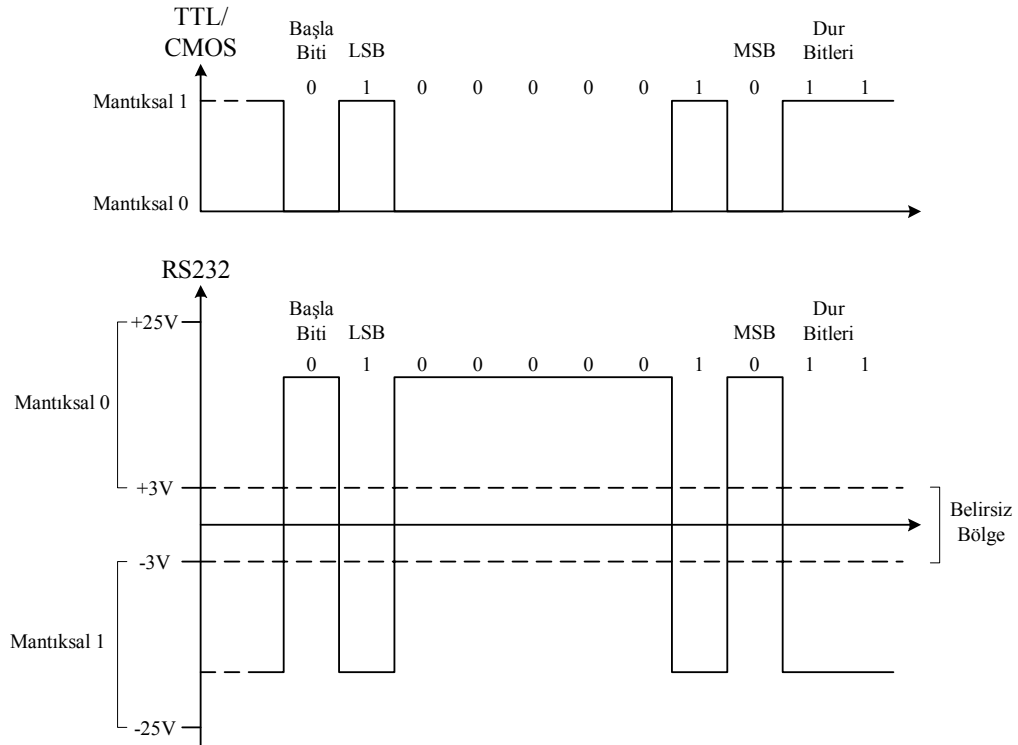 TTL/
CMOS
Başla
Biti
LSB
MSB
Dur
Bitleri
0 1 0 0 0 0 0 1 0 1 1
Mantıksal 1
Mantıksal 0
RS232
Başla
Biti
LSB
MSB
Dur
Bitleri
+25V
0 1 0 0 0 0 0 1 0 1 1
Mantıksal 0
+3V
Belirsiz
Bölge
-3V
Mantıksal 1
-25V